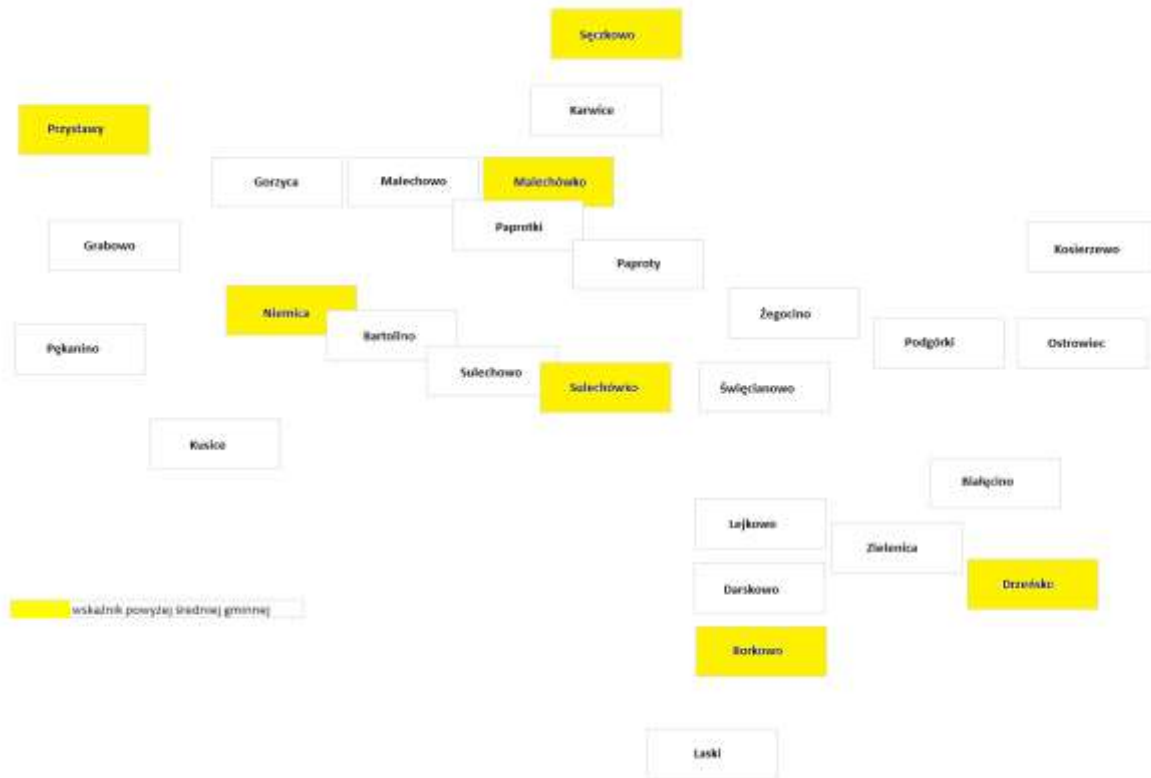 Sęczkowo
Karwice
Przystawy
Gorzyca
Malechowo
Malechówko
Paprotki
Grabowo
Paproty
Kosierzewo
Niemica
Żegocino
Bartolino
Podgórki
Ostrowiec
Pękanino
Sulechowo
Sulechówko
Święcianowo
Kusice
Białęcino
Lejkowo
Zielenica
Drzeńsko
Darskowo
wskaźnik powyżej średniej gminnej
Borkowo
Laski